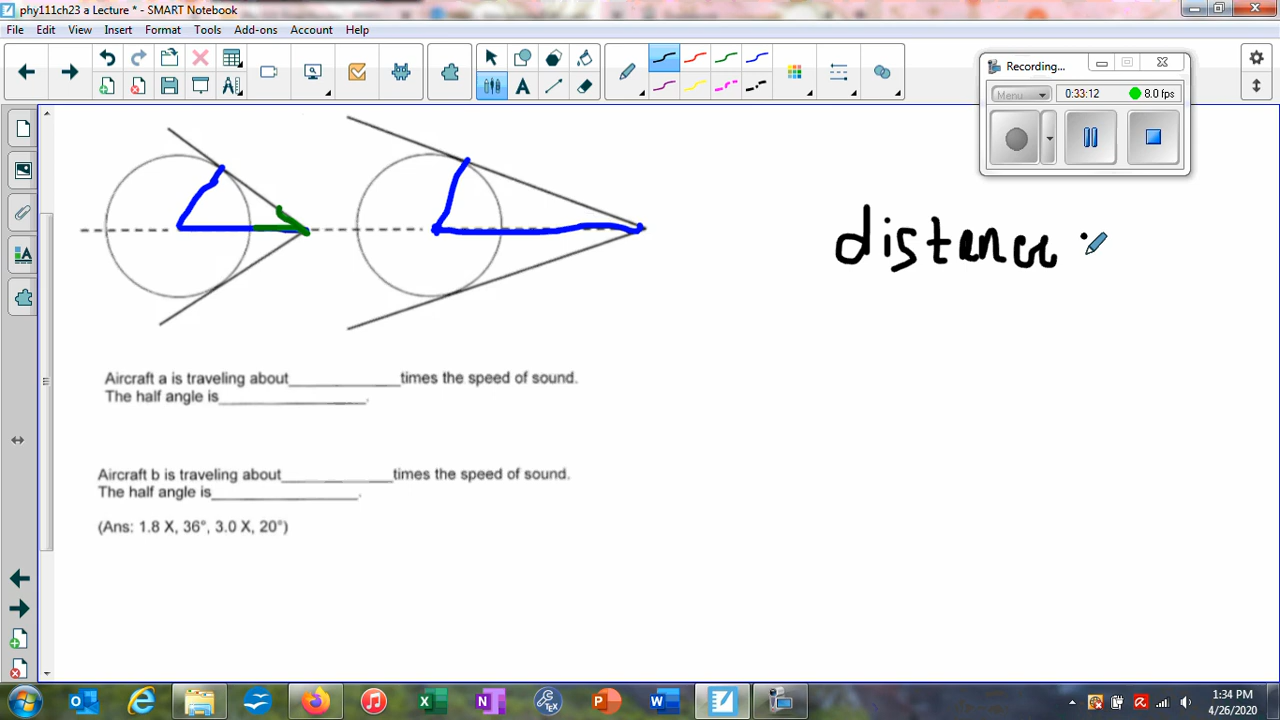 phy111ch23 a Lecture * - SMART Notebook
File Edit View Insert Format Tools Add-ons Account Help
Recording...
Menu 0:33:12 8.0 fps
distance
Aircraft a is traveling about____________times the speed of sound.
The half angle is________________.
Aircraft b is traveling about____________times the speed of sound.
The half angle is________________.
(Ans: 1.8 X, 36°, 3.0 X, 20°)
1:34 PM
4/26/2020